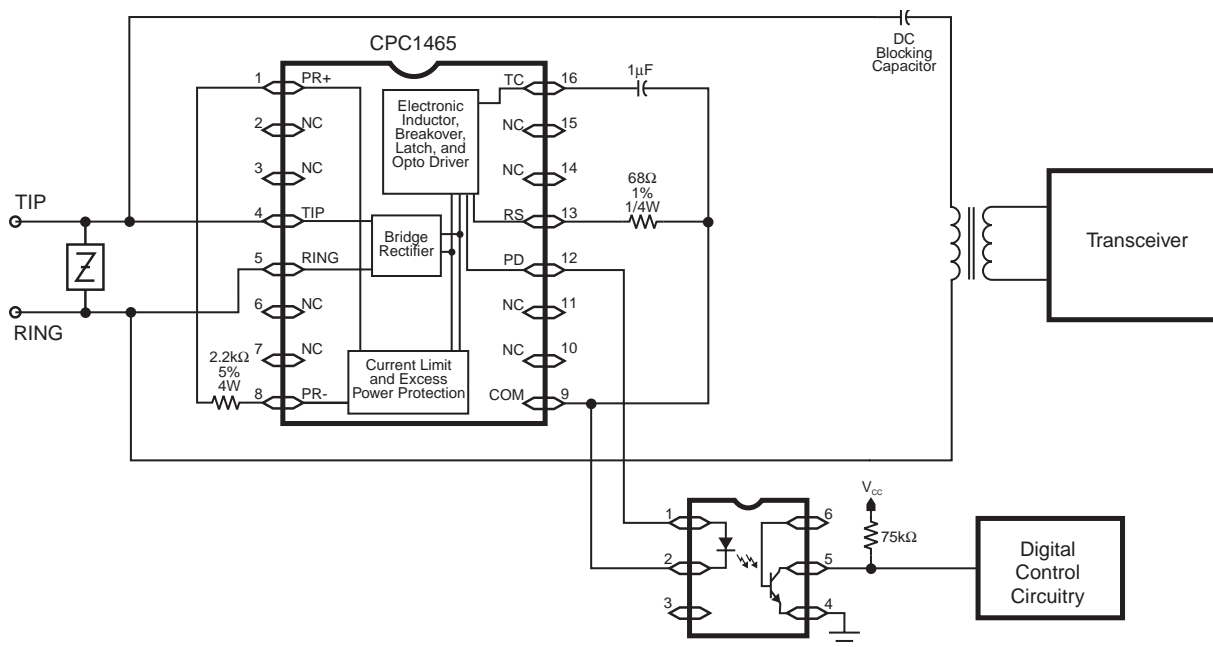 CPC1465
DC
Blocking
Capacitor
1
PR+
2
NC
3
NC
TIP
4
TIP
5
RING
RING
6
NC
7
NC
2.2kΩ
5%
4W
8
PR-
Electronic
Inductor,
Breakover,
Latch, and
Opto Driver
Bridge
Rectifier
Current Limit
and Excess
Power Protection
TC
16
NC
15
NC
14
RS
13
PD
12
NC
11
NC
10
COM
9
1μF
68Ω
1%
1/4W
Transceiver
1
2
3
6
5
4
Vcc
75kΩ
Digital
Control
Circuitry